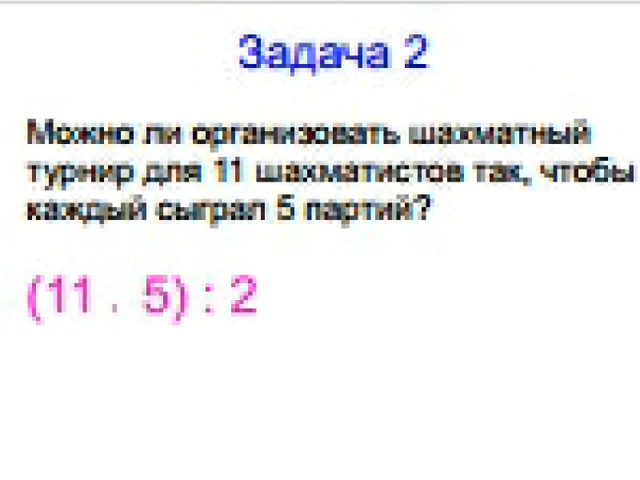 Задача 2
Можно ли организовать шахматный
турнир для 11 шахматистов так, чтобы
каждый сыграл 5 партий?
(11 . 5) : 2